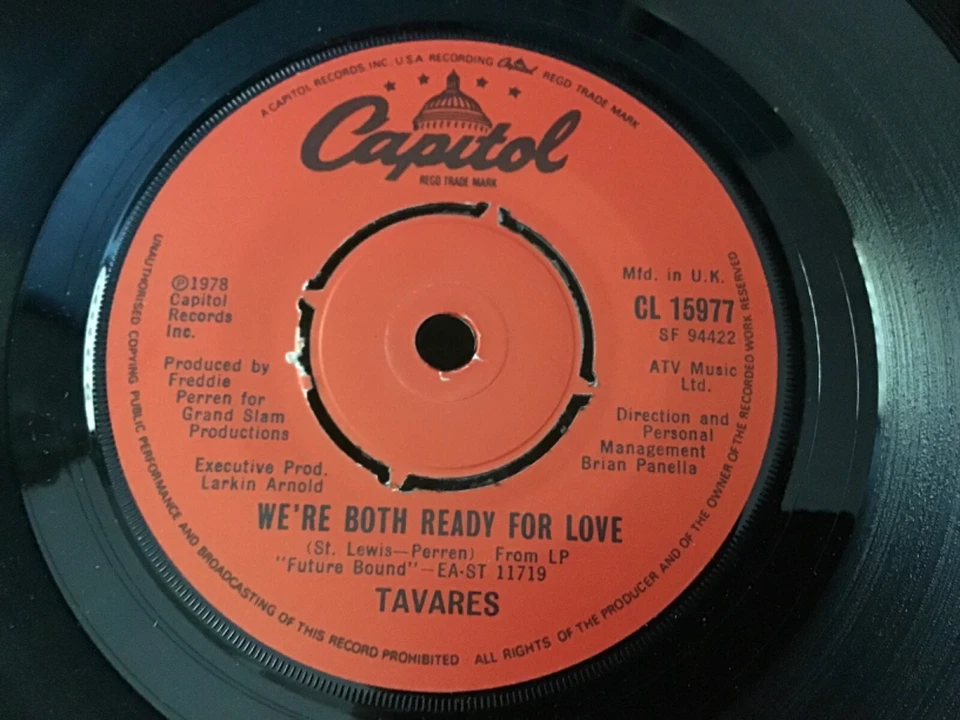 A CAPITOL RECORDS, INC. U.S.A RECORDING Capitol REGD TRADE MARK
Capitol
REGD TRADE MARK
℗1978
Capitol
Records
Inc.
Produced by
Freddie
Perren for
Grand Slam
Productions
Executive Prod.
Larkin Arnold
Mfd. in U.K.
CL 15977
SF 94422
ATV Music
Ltd.
Direction and
Personal
Management
Brian Panella
WE'RE BOTH READY FOR LOVE
(St. Lewis—Perren) From LP
"Future Bound"—EA-ST 11719
TAVARES
UNAUTHORISED COPYING PUBLIC PERFORMANCE AND BROADCASTING OF THIS RECORD PROHIBITED ALL RIGHTS OF THE PRODUCER AND OF THE OWNER OF THE RECORDED WORK RESERVED